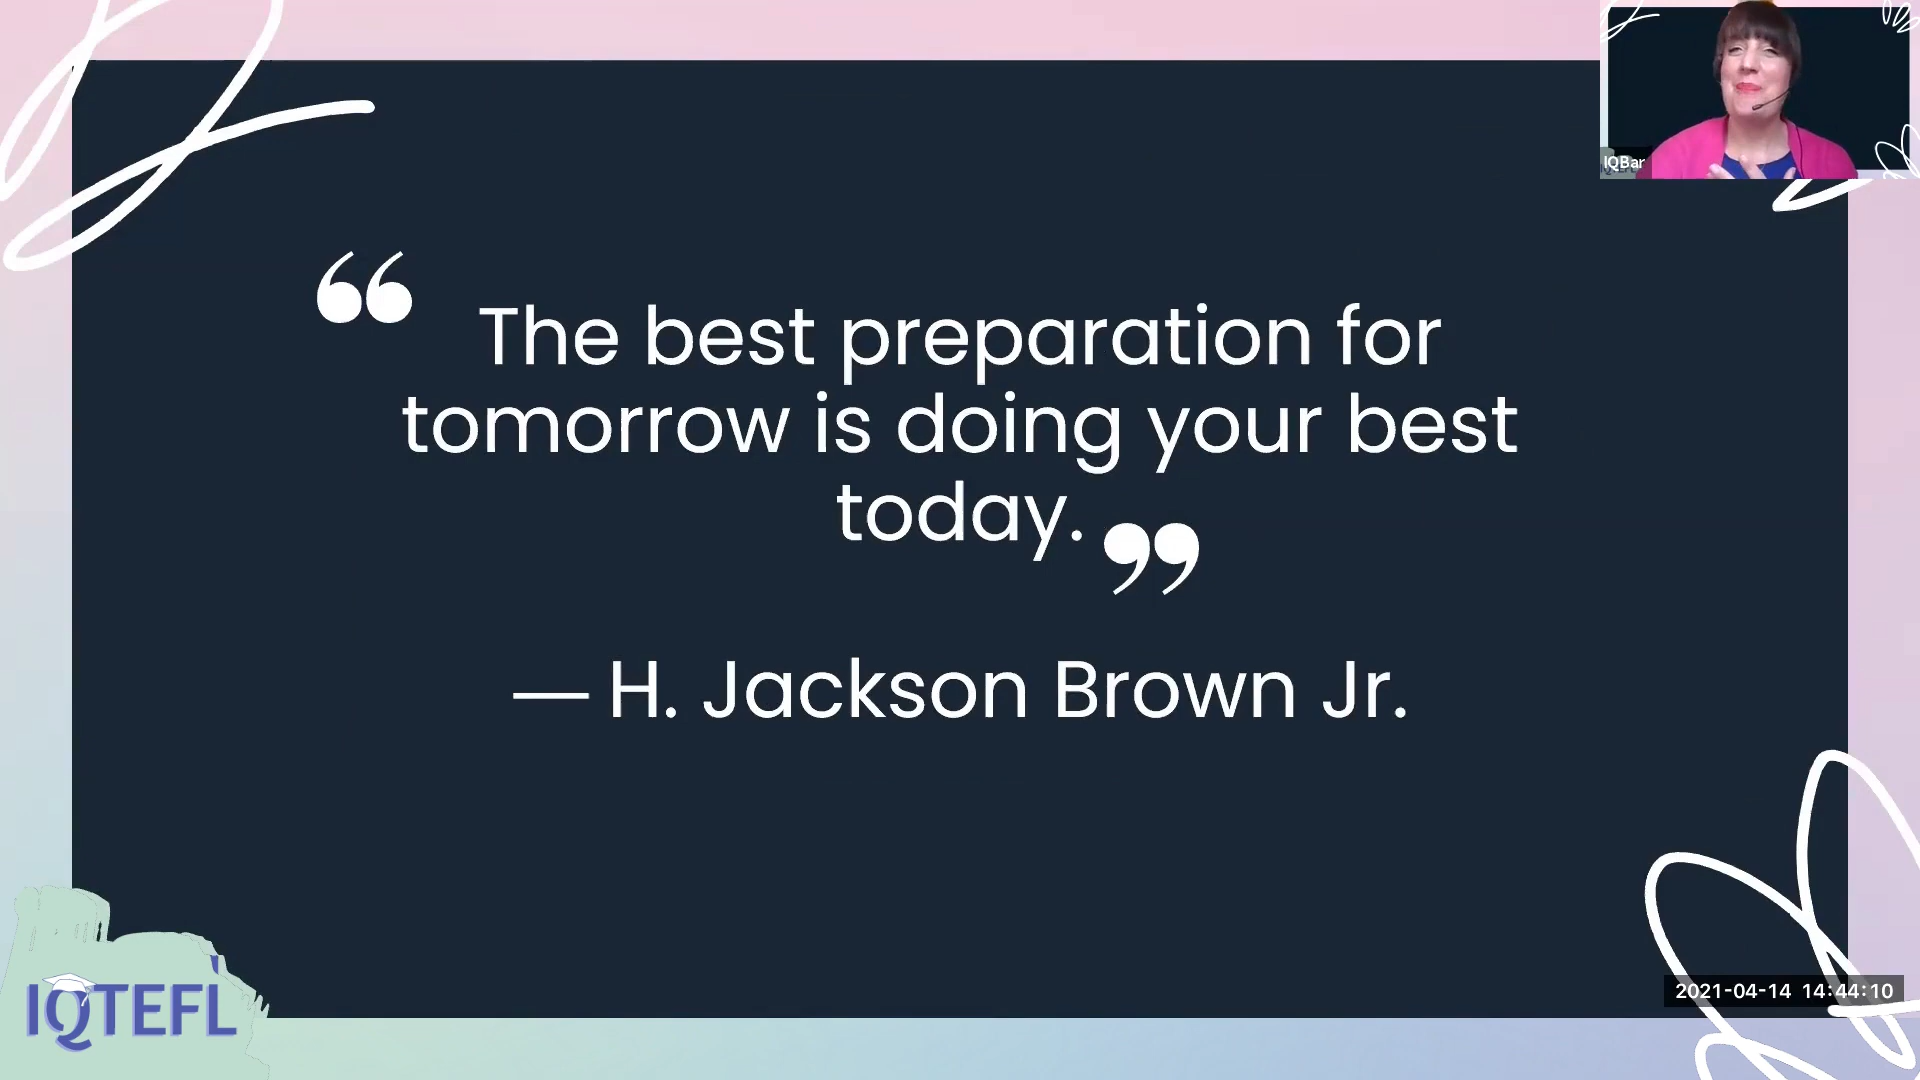 IQBar
“ The best preparation for
tomorrow is doing your best
today. ”
— H. Jackson Brown Jr.
IQTEFL
2021-04-14 14:44:10